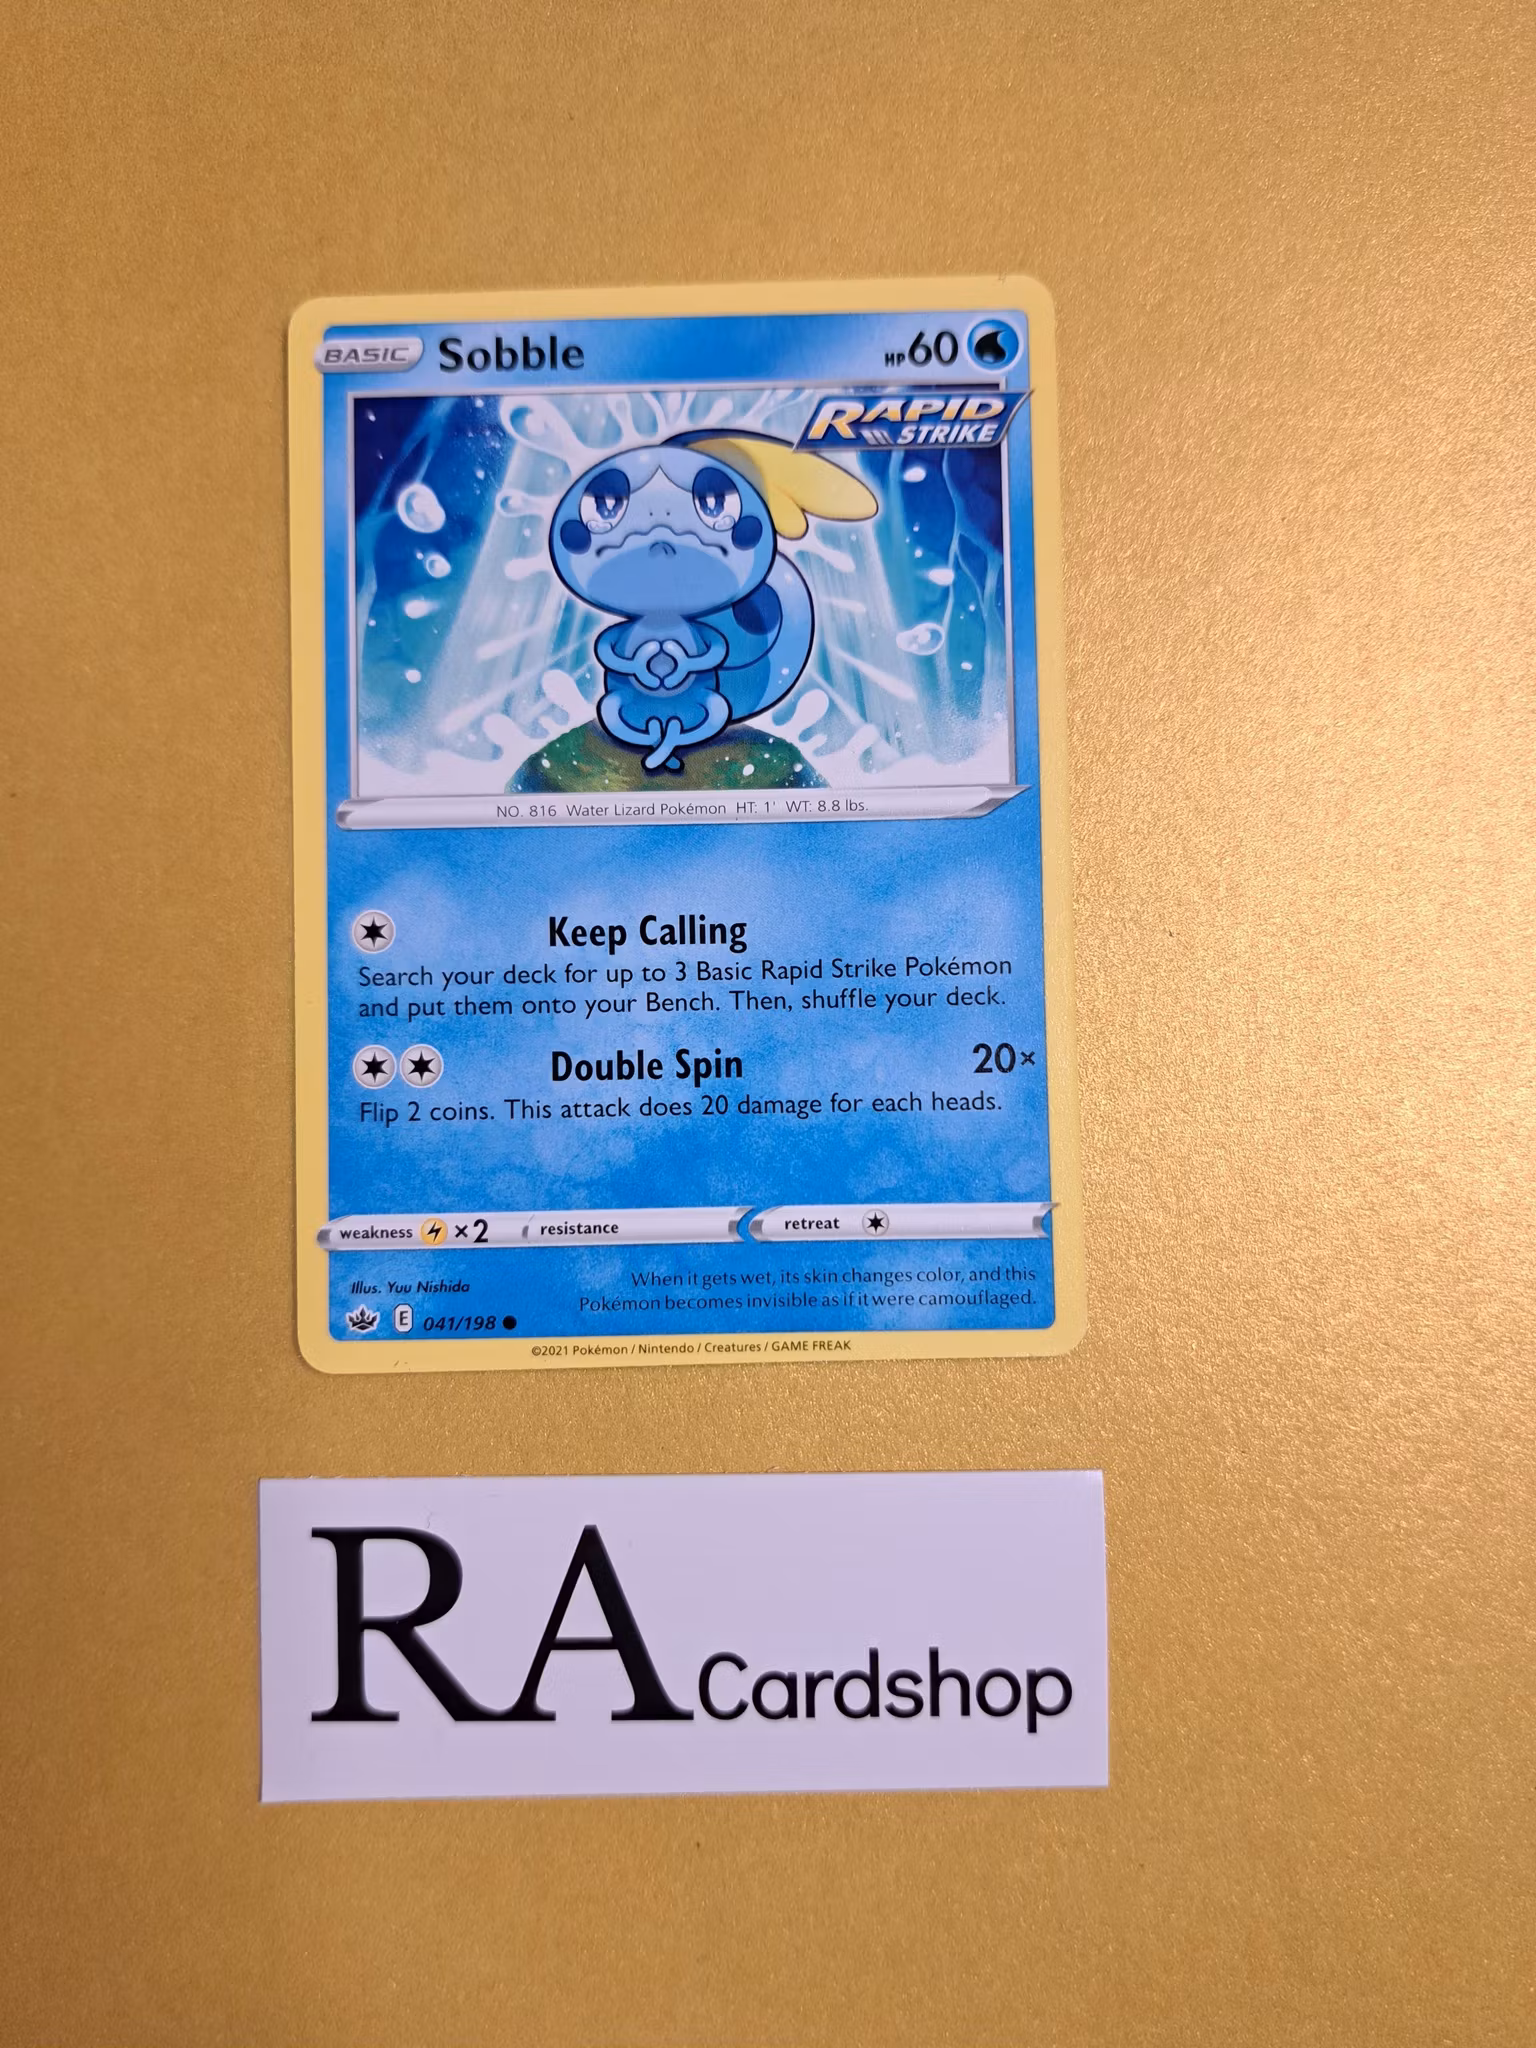 BASIC Sobble HP60
RAPID
STRIKE
NO. 816 Water Lizard Pokémon HT: 1' WT: 8.8 lbs.
Keep Calling
Search your deck for up to 3 Basic Rapid Strike Pokémon
and put them onto your Bench. Then, shuffle your deck.
Double Spin 20×
Flip 2 coins. This attack does 20 damage for each heads.
weakness ×2 resistance retreat
Illus. Yuu Nishida
When it gets wet, its skin changes color, and this
Pokémon becomes invisible as if it were camouflaged.
E 041/198
©2021 Pokémon / Nintendo / Creatures / GAME FREAK
RA Cardshop